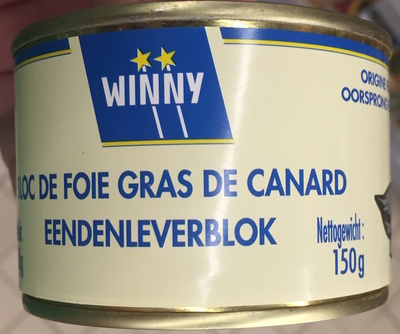 WINNY
ORIGINE
OORSPRONG
BLOC DE FOIE GRAS DE CANARD
EENDENLEVERBLOK
Nettogewicht :
150g